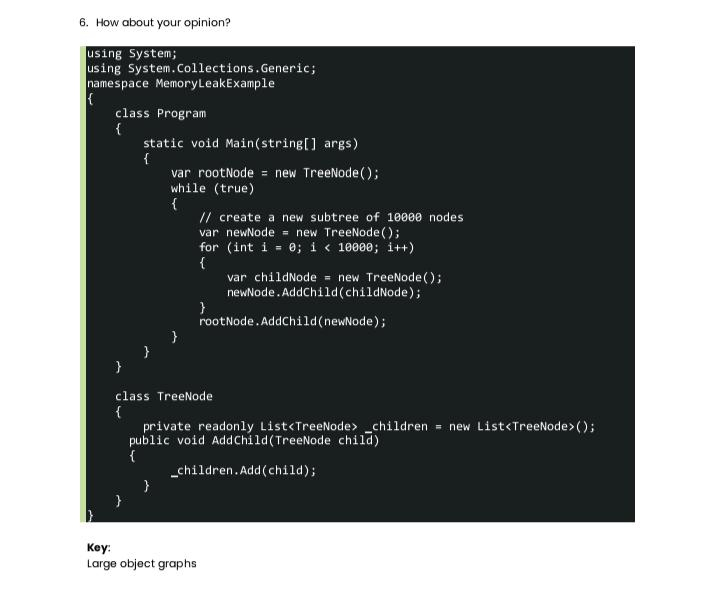 6. How about your opinion?
using System;
using System.Collections.Generic;
namespace MemoryLeakExample
{
class Program
{
static void Main(string[] args)
{
var rootNode = new TreeNode();
while (true)
{
// create a new subtree of 10000 nodes
var newNode = new TreeNode();
for (int i = 0; i < 10000; i++)
{
var childNode = new TreeNode();
newNode.AddChild(childNode);
}
rootNode.AddChild(newNode);
}
}
}
class TreeNode
{
private readonly List<TreeNode> _children = new List<TreeNode>();
public void AddChild(TreeNode child)
{
_children.Add(child);
}
}
}
Key:
Large object graphs